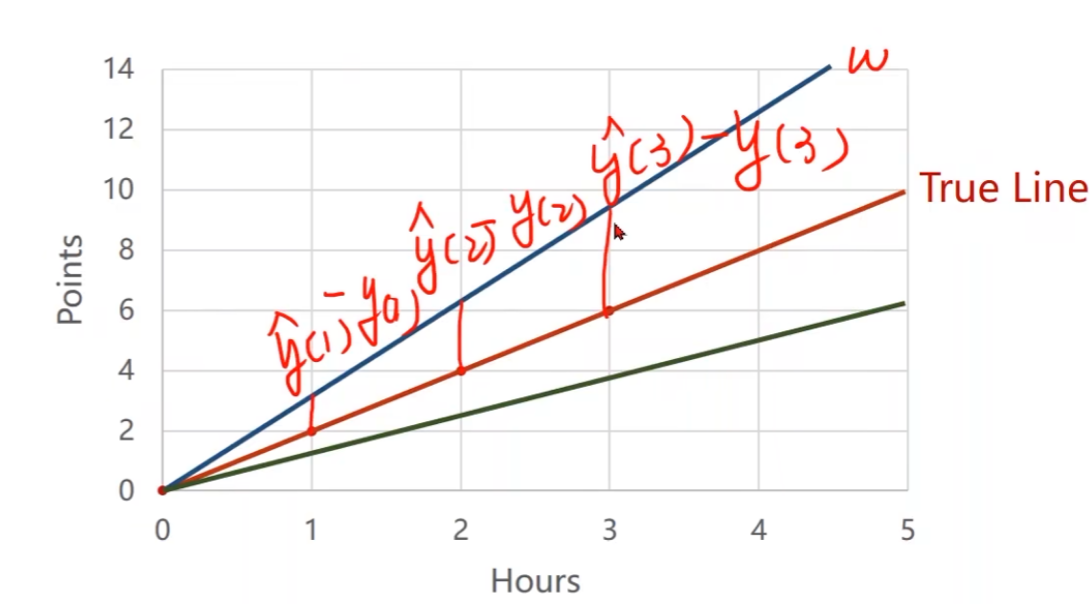 14
w
12
ŷ(3)-y(3)
10
True Line
ŷ(2)-y(2)
8
Points
6
ŷ(1)-y(1)
4
2
0
0 1 2 3 4 5
Hours